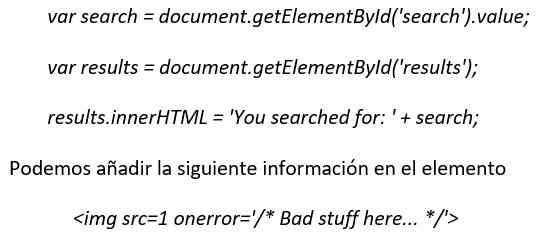 var search = document.getElementById('search').value;
var results = document.getElementById('results');
results.innerHTML = 'You searched for: ' + search;
Podemos añadir la siguiente información en el elemento
<img src=1 onerror='/* Bad stuff here... */'>